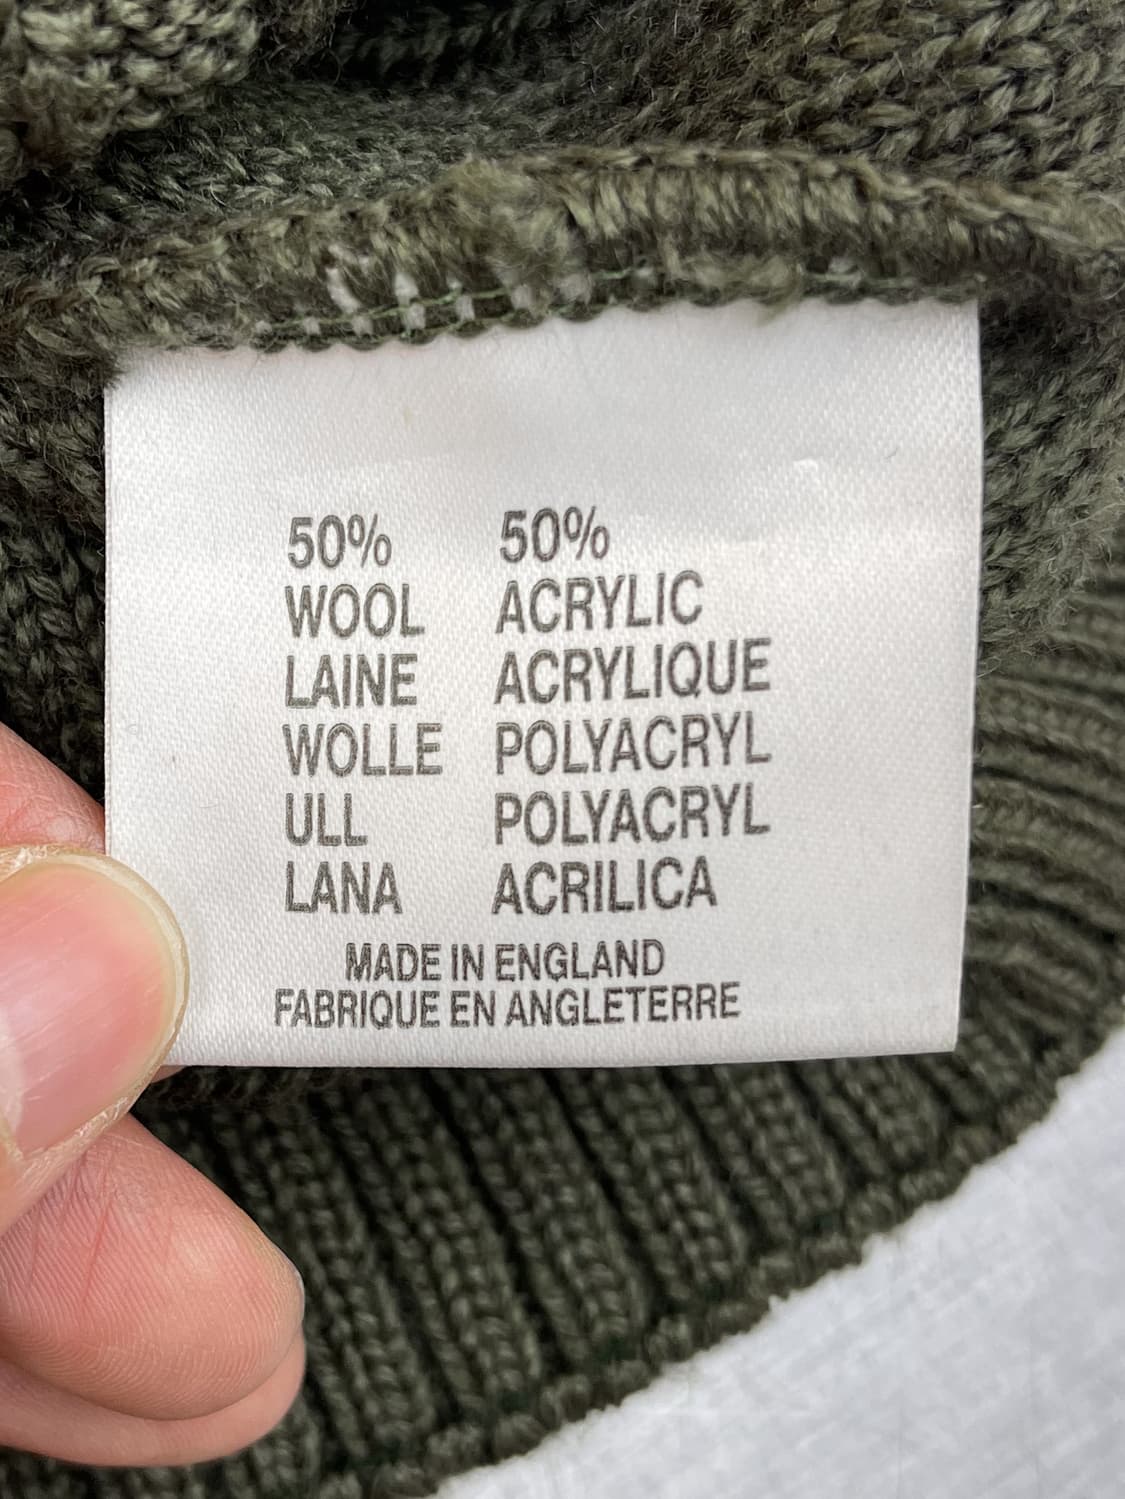 50% 50%
WOOL ACRYLIC
LAINE ACRYLIQUE
WOLLE POLYACRYL
ULL POLYACRYL
LANA ACRILICA
MADE IN ENGLAND
FABRIQUE EN ANGLETERRE